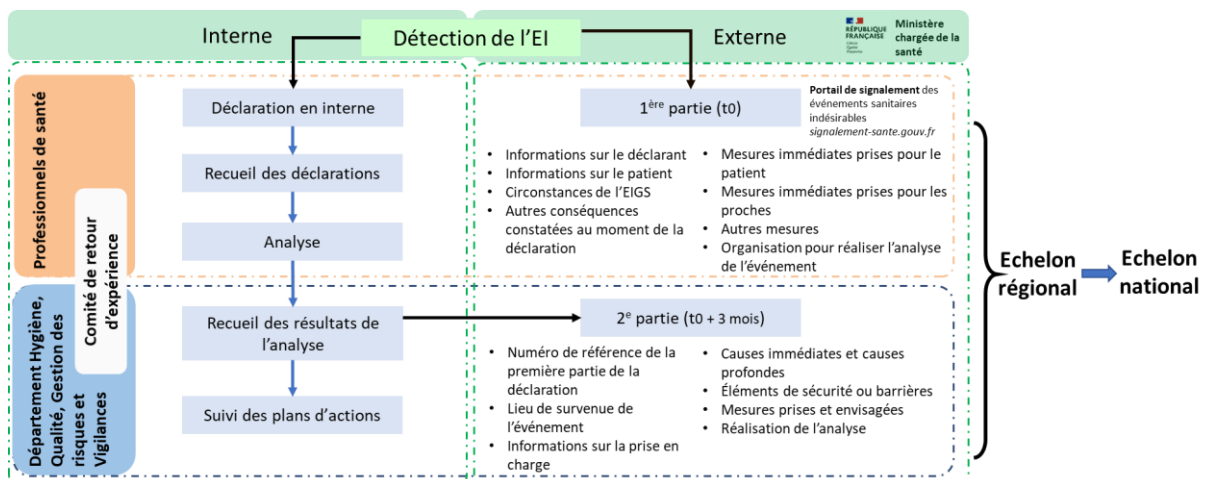 Interne
Détection de l'EI
Externe
RÉPUBLIQUE
FRANÇAISE
Ministère
chargée de la
santé
Professionnels de santé
Comité de retour
d'expérience
Département Hygiène,
Qualité, Gestion des
risques et
Vigilances
Déclaration en interne
Recueil des déclarations
Analyse
Recueil des résultats de
l'analyse
Suivi des plans d'actions
1ère partie (t0)
Portail de signalement des
événements sanitaires
indésirables
signalement-sante.gouv.fr
• Informations sur le déclarant
• Informations sur le patient
• Circonstances de l'EIGS
• Autres conséquences
constatées au moment de la
déclaration
• Mesures immédiates prises pour le
patient
• Mesures immédiates prises pour les
proches
• Autres mesures
• Organisation pour réaliser l'analyse
de l'événement
2e partie (t0 + 3 mois)
• Numéro de référence de la
première partie de la
déclaration
• Lieu de survenue de
l'événement
• Informations sur la prise en
charge
• Causes immédiates et causes
profondes
• Éléments de sécurité ou barrières
• Mesures prises et envisagées
• Réalisation de l'analyse
Echelon
régional
Echelon
national